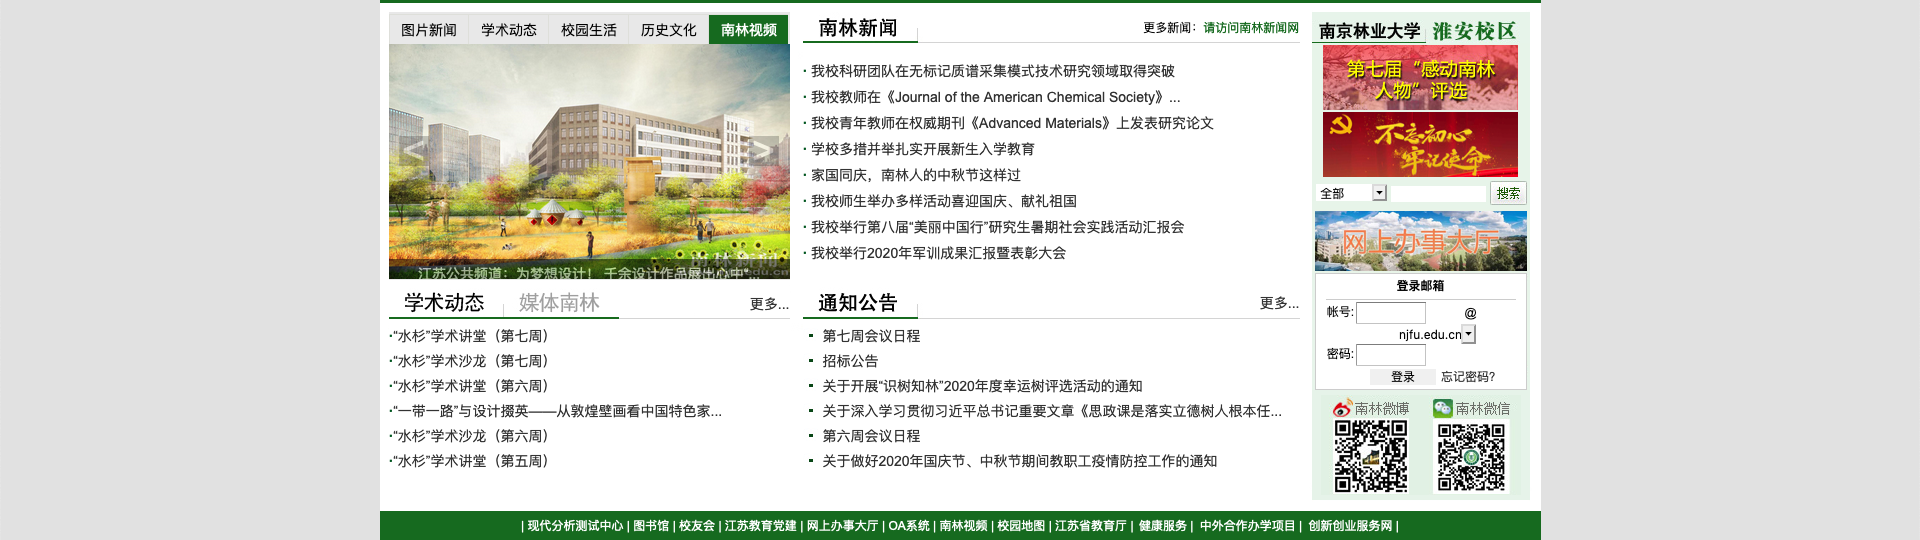 图片新闻 学术动态 校园生活 历史文化 南林视频
江苏公共频道：为梦想设计！ 千余设计作品展出心中"...
南林新闻 更多新闻：请访问南林新闻网
我校科研团队在无标记质谱采集模式技术研究领域取得突破
我校教师在《Journal of the American Chemical Society》...
我校青年教师在权威期刊《Advanced Materials》上发表研究论文
学校多措并举扎实开展新生入学教育
家国同庆，南林人的中秋节这样过
我校师生举办多样活动喜迎国庆、献礼祖国
我校举行第八届“美丽中国行”研究生暑期社会实践活动汇报会
我校举行2020年军训成果汇报暨表彰大会
学术动态 媒体南林 更多...
·“水杉”学术讲堂（第七周）
·“水杉”学术沙龙（第七周）
·“水杉”学术讲堂（第六周）
·“一带一路”与设计掇英——从敦煌壁画看中国特色家...
·“水杉”学术沙龙（第六周）
·“水杉”学术讲堂（第五周）
通知公告 更多...
第七周会议日程
招标公告
关于开展“识树知林”2020年度幸运树评选活动的通知
关于深入学习贯彻习近平总书记重要文章《思政课是落实立德树人根本任...
第六周会议日程
关于做好2020年国庆节、中秋节期间教职工疫情防控工作的通知
南京林业大学 淮安校区
第七届“感动南林
人物”评选
不忘初心
牢记使命
全部 搜索
网上办事大厅
登录邮箱
帐号: @
njfu.edu.cn
密码:
登录 忘记密码?
南林微博 南林微信
| 现代分析测试中心 | 图书馆 | 校友会 | 江苏教育党建 | 网上办事大厅 | OA系统 | 南林视频 | 校园地图 | 江苏省教育厅 | 健康服务 | 中外合作办学项目 | 创新创业服务网 |